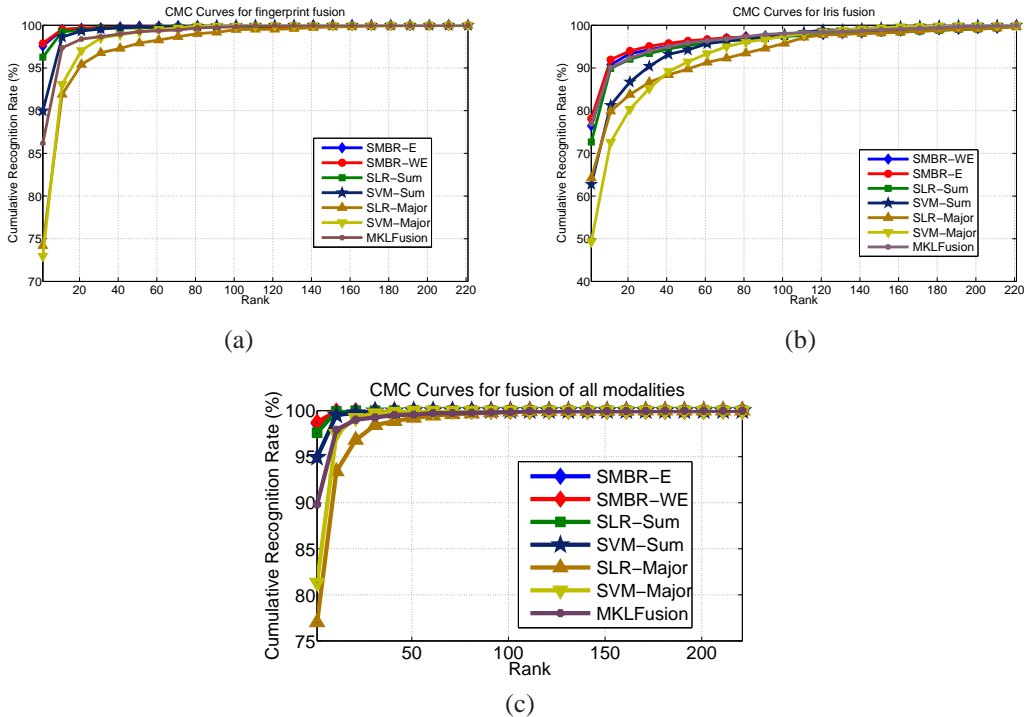 CMC Curves for fingerprint fusion
Cumulative Recognition Rate (%)
100
95
90
85
80
75
70
20 40 60 80 100 120 140 160 180 200 220
Rank
SMBR−E
SMBR−WE
SLR−Sum
SVM−Sum
SLR−Major
SVM−Major
MKLFusion
(a)
CMC Curves for Iris fusion
Cumulative Recognition Rate (%)
100
90
80
70
60
50
40
20 40 60 80 100 120 140 160 180 200 220
Rank
SMBR−WE
SMBR−E
SLR−Sum
SVM−Sum
SLR−Major
SVM−Major
MKLFusion
(b)
CMC Curves for fusion of all modalities
Cumulative Recognition Rate (%)
100
95
90
85
80
75
50 100 150 200
Rank
SMBR−E
SMBR−WE
SLR−Sum
SVM−Sum
SLR−Major
SVM−Major
MKLFusion
(c)